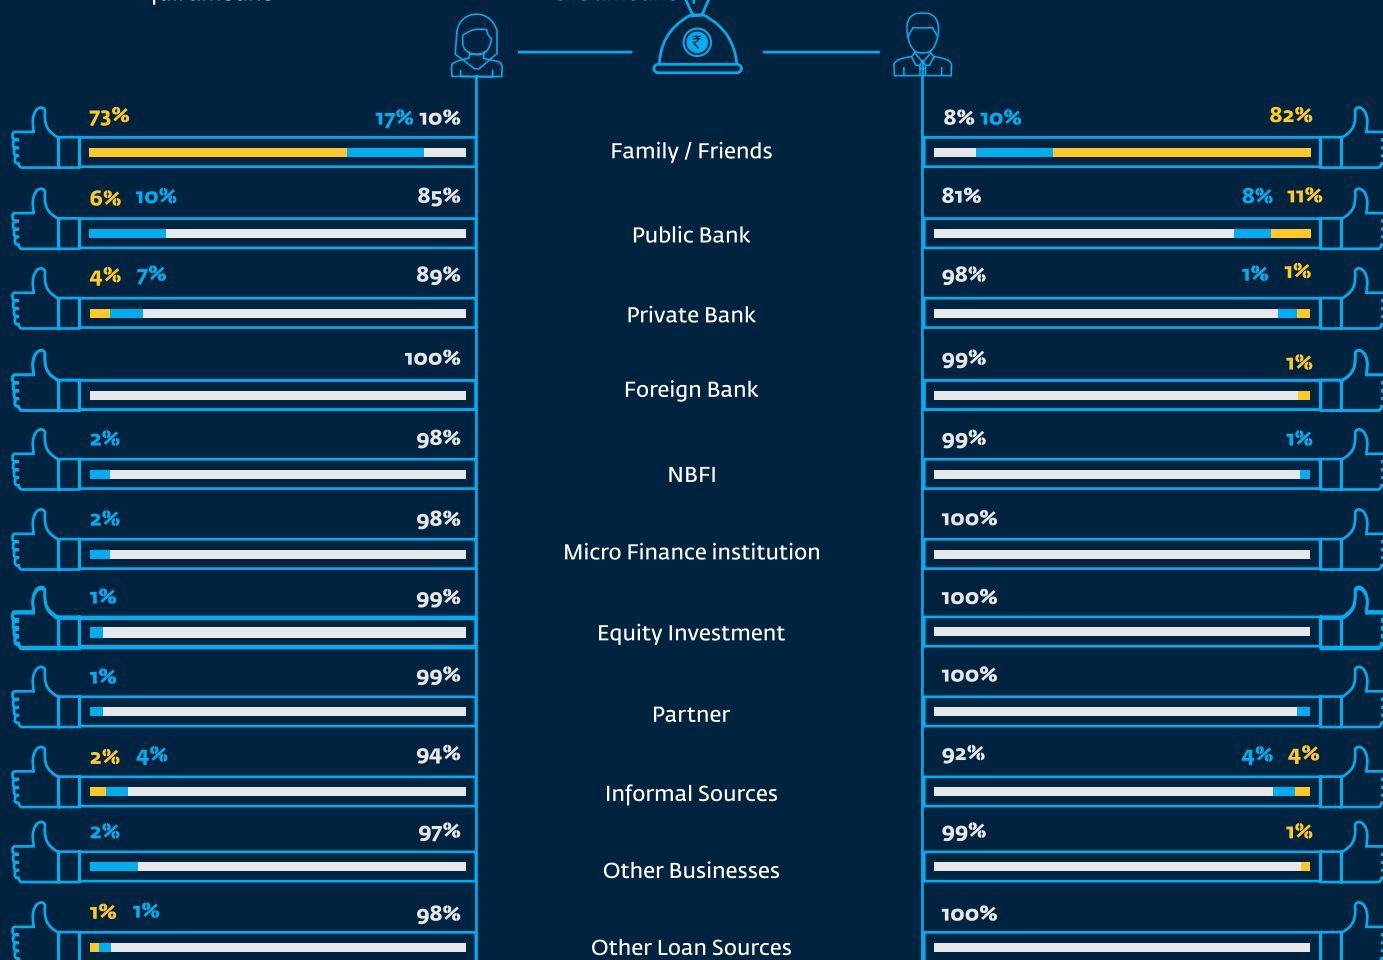 ₹
73% 17% 10%
Family / Friends
8% 10% 82%
6% 10% 85%
Public Bank
81% 8% 11%
4% 7% 89%
Private Bank
98% 1% 1%
100%
Foreign Bank
99% 1%
2% 98%
NBFI
99% 1%
2% 98%
Micro Finance institution
100%
1% 99%
Equity Investment
100%
1% 99%
Partner
100%
2% 4% 94%
Informal Sources
92% 4% 4%
2% 97%
Other Businesses
99% 1%
1% 1% 98%
Other Loan Sources
100%